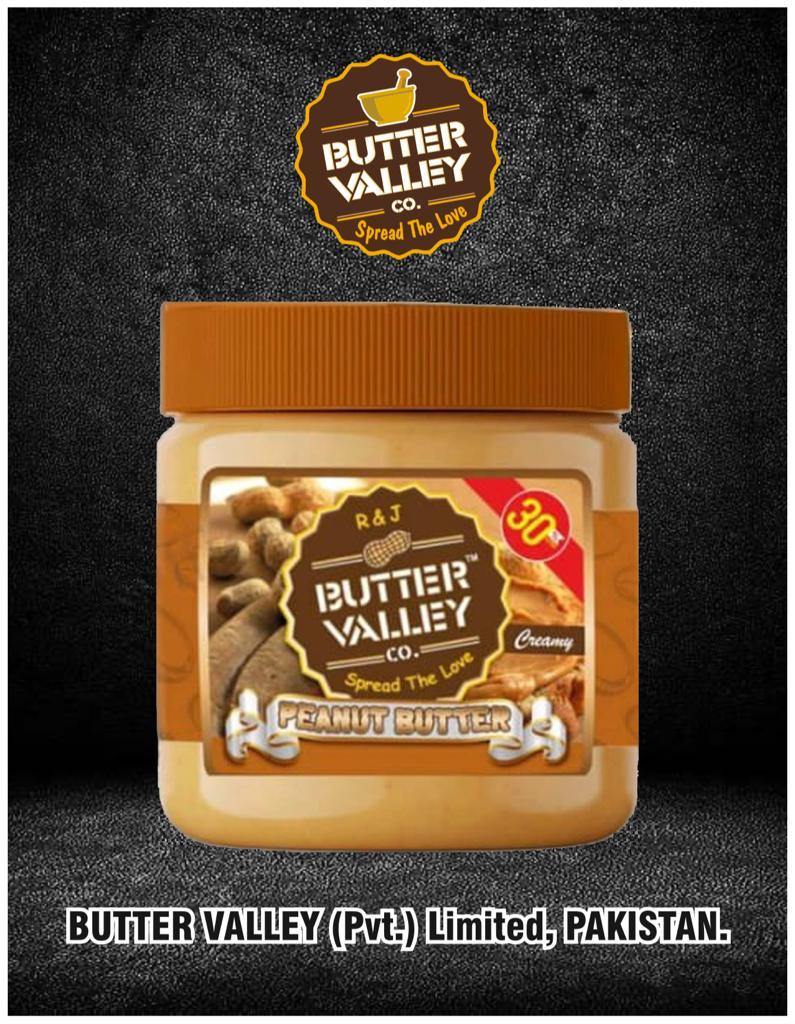 BUTTER
VALLEY
CO.
Spread The Love
R & J
30
BUTTER™
VALLEY
CO.
Creamy
Spread The Love
PEANUT BUTTER
BUTTER VALLEY (Pvt.) Limited, PAKISTAN.